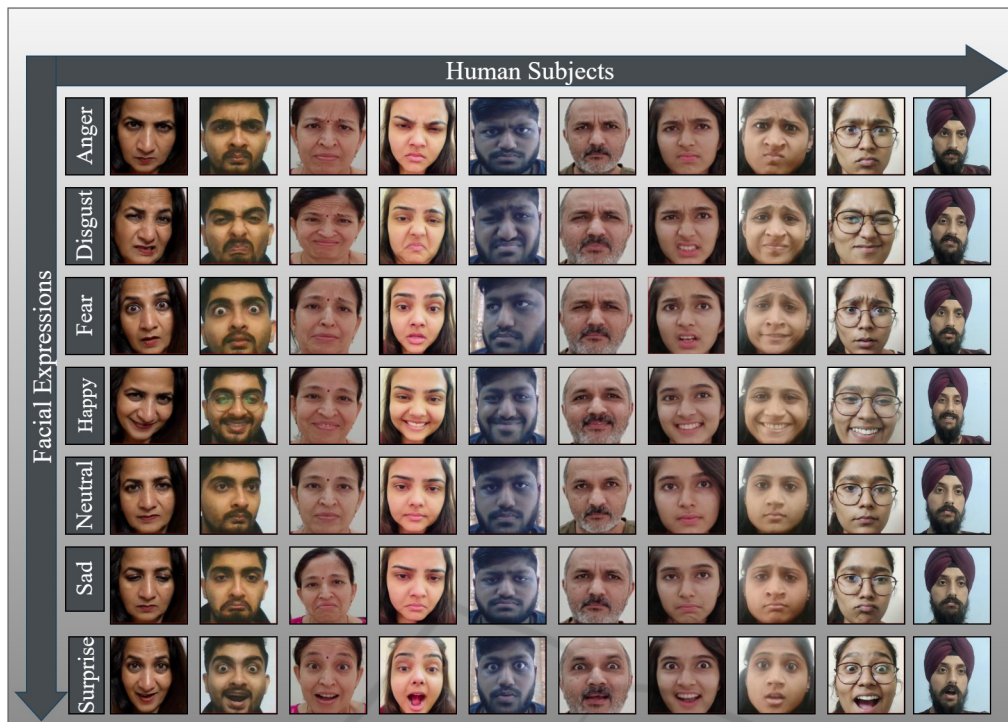 Human Subjects
Facial Expressions
Anger
Disgust
Fear
Happy
Neutral
Sad
Surprise